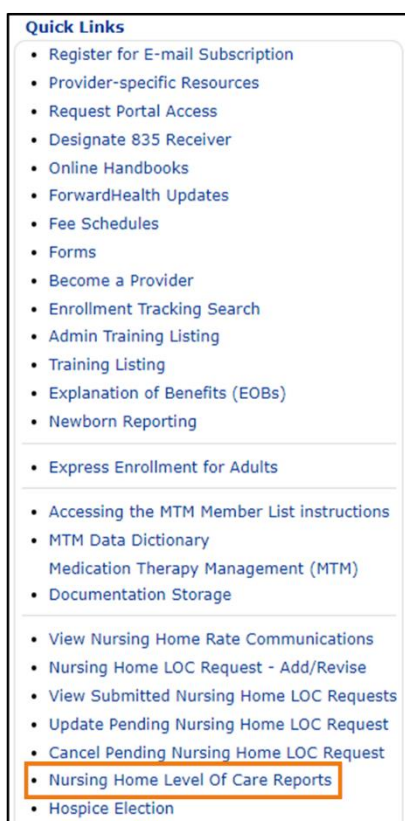 Quick Links
• Register for E-mail Subscription
• Provider-specific Resources
• Request Portal Access
• Designate 835 Receiver
• Online Handbooks
• ForwardHealth Updates
• Fee Schedules
• Forms
• Become a Provider
• Enrollment Tracking Search
• Admin Training Listing
• Training Listing
• Explanation of Benefits (EOBs)
• Newborn Reporting
• Express Enrollment for Adults
• Accessing the MTM Member List instructions
• MTM Data Dictionary
Medication Therapy Management (MTM)
• Documentation Storage
• View Nursing Home Rate Communications
• Nursing Home LOC Request - Add/Revise
• View Submitted Nursing Home LOC Requests
• Update Pending Nursing Home LOC Request
• Cancel Pending Nursing Home LOC Request
• Nursing Home Level Of Care Reports
• Hospice Election